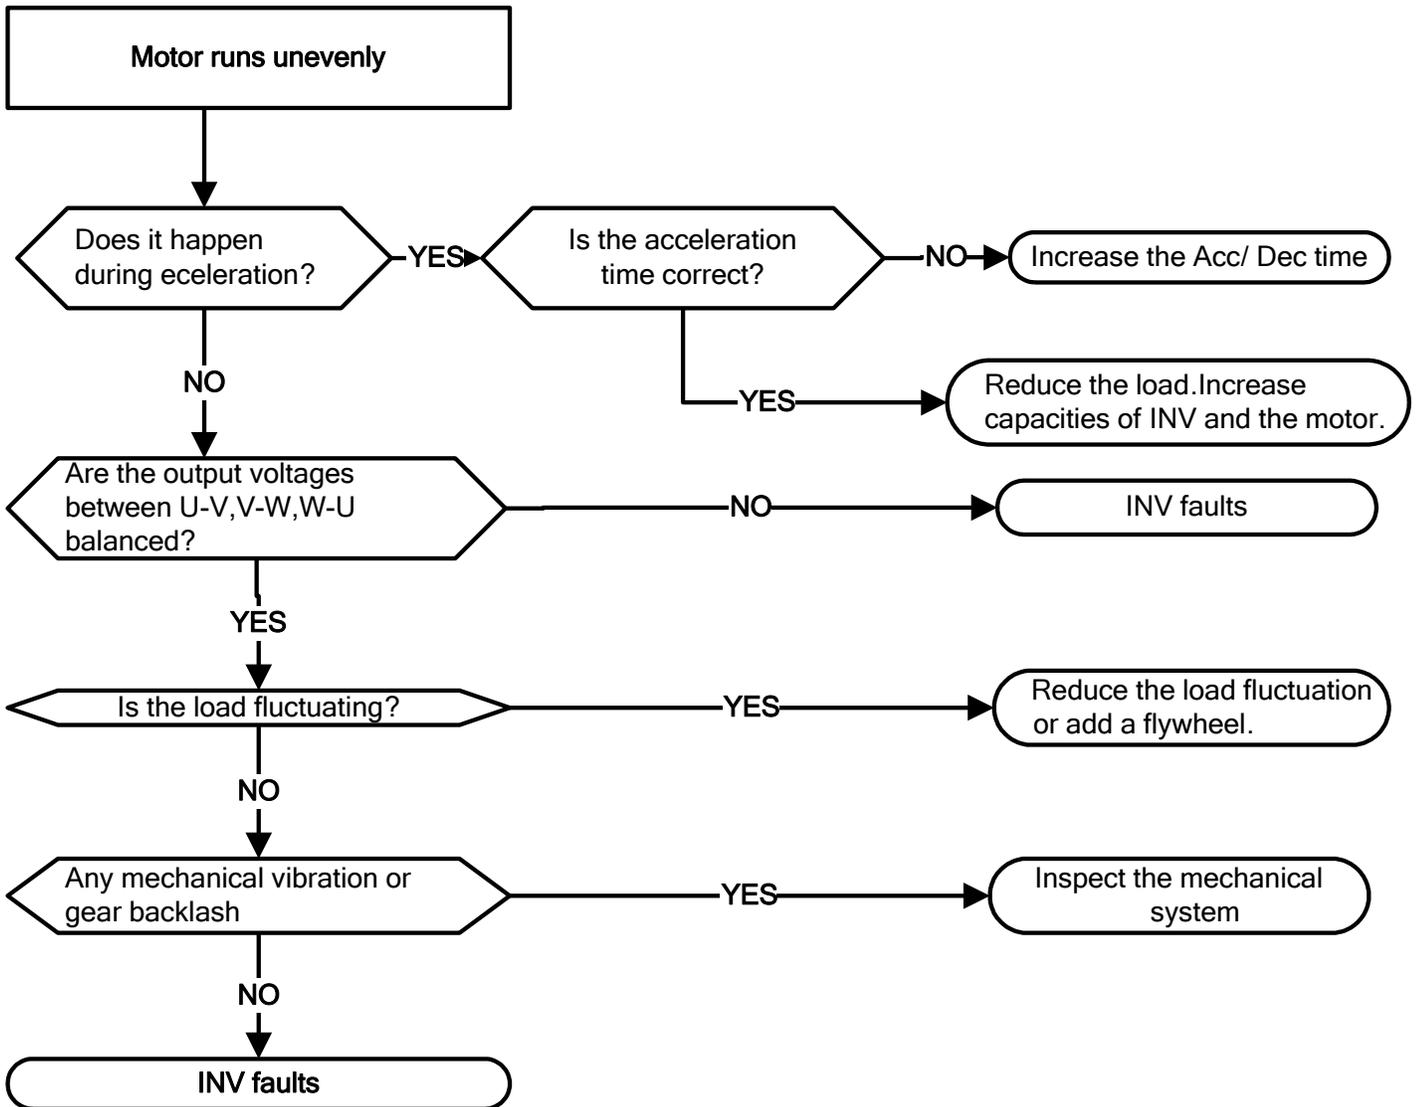 Motor runs unevenly
Does it happen
during eceleration?
YES
Is the acceleration
time correct?
NO
Increase the Acc/ Dec time
YES
Reduce the load.Increase
capacities of INV and the motor.
NO
Are the output voltages
between U-V,V-W,W-U
balanced?
NO
INV faults
YES
Is the load fluctuating?
YES
Reduce the load fluctuation
or add a flywheel.
NO
Any mechanical vibration or
gear backlash
YES
Inspect the mechanical
system
NO
INV faults